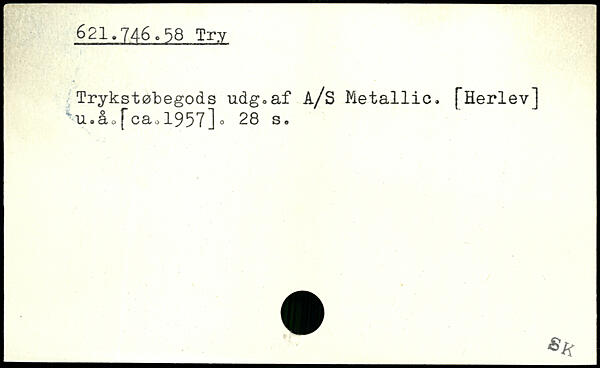 621.746.58 Try
Trykstøbegods udg.af A/S Metallic. [Herlev]
u.å.[ca.1957]. 28 s.
SK